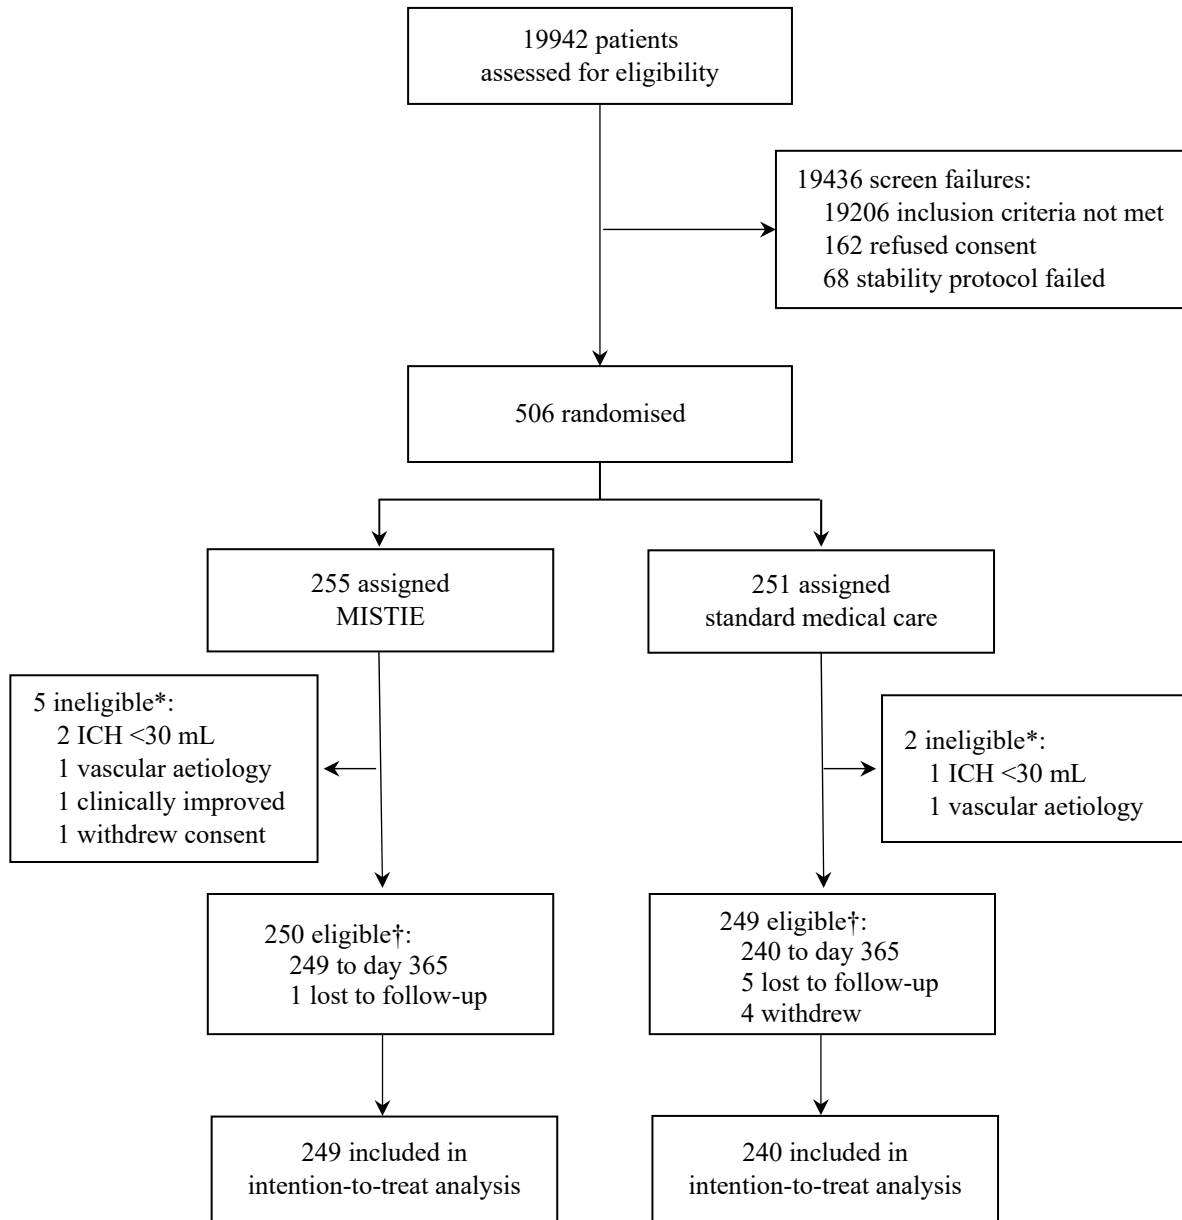 19942 patients
assessed for eligibility
19436 screen failures:
19206 inclusion criteria not met
162 refused consent
68 stability protocol failed
506 randomised
255 assigned
MISTIE
251 assigned
standard medical care
5 ineligible*:
2 ICH <30 mL
1 vascular aetiology
1 clinically improved
1 withdrew consent
2 ineligible*:
1 ICH <30 mL
1 vascular aetiology
250 eligible†:
249 to day 365
1 lost to follow-up
249 eligible†:
240 to day 365
5 lost to follow-up
4 withdrew
249 included in
intention-to-treat analysis
240 included in
intention-to-treat analysis